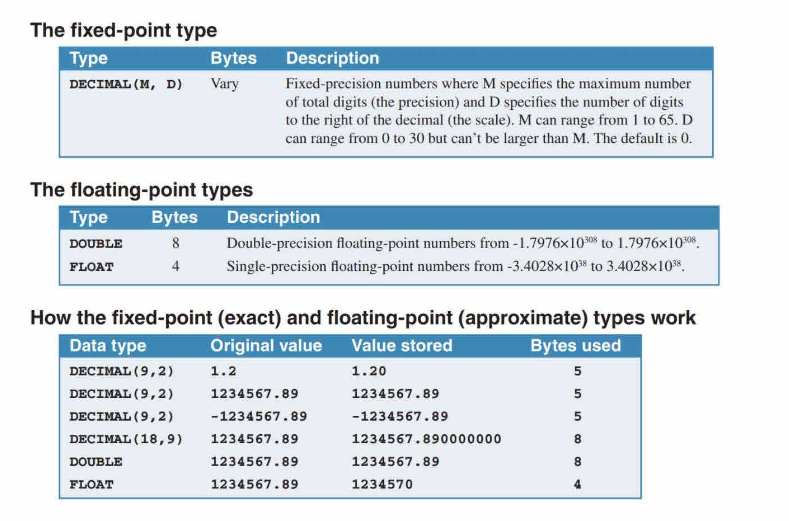 The fixed-point type
Type Bytes Description
DECIMAL(M, D) Vary Fixed-precision numbers where M specifies the maximum number
of total digits (the precision) and D specifies the number of digits
to the right of the decimal (the scale). M can range from 1 to 65. D
can range from 0 to 30 but can't be larger than M. The default is 0.
The floating-point types
Type Bytes Description
DOUBLE 8 Double-precision floating-point numbers from -1.7976×10³⁰⁸ to 1.7976×10³⁰⁸.
FLOAT 4 Single-precision floating-point numbers from -3.4028×10³⁸ to 3.4028×10³⁸.
How the fixed-point (exact) and floating-point (approximate) types work
Data type Original value Value stored Bytes used
DECIMAL(9,2) 1.2 1.20 5
DECIMAL(9,2) 1234567.89 1234567.89 5
DECIMAL(9,2) -1234567.89 -1234567.89 5
DECIMAL(18,9) 1234567.89 1234567.890000000 8
DOUBLE 1234567.89 1234567.89 8
FLOAT 1234567.89 1234570 4